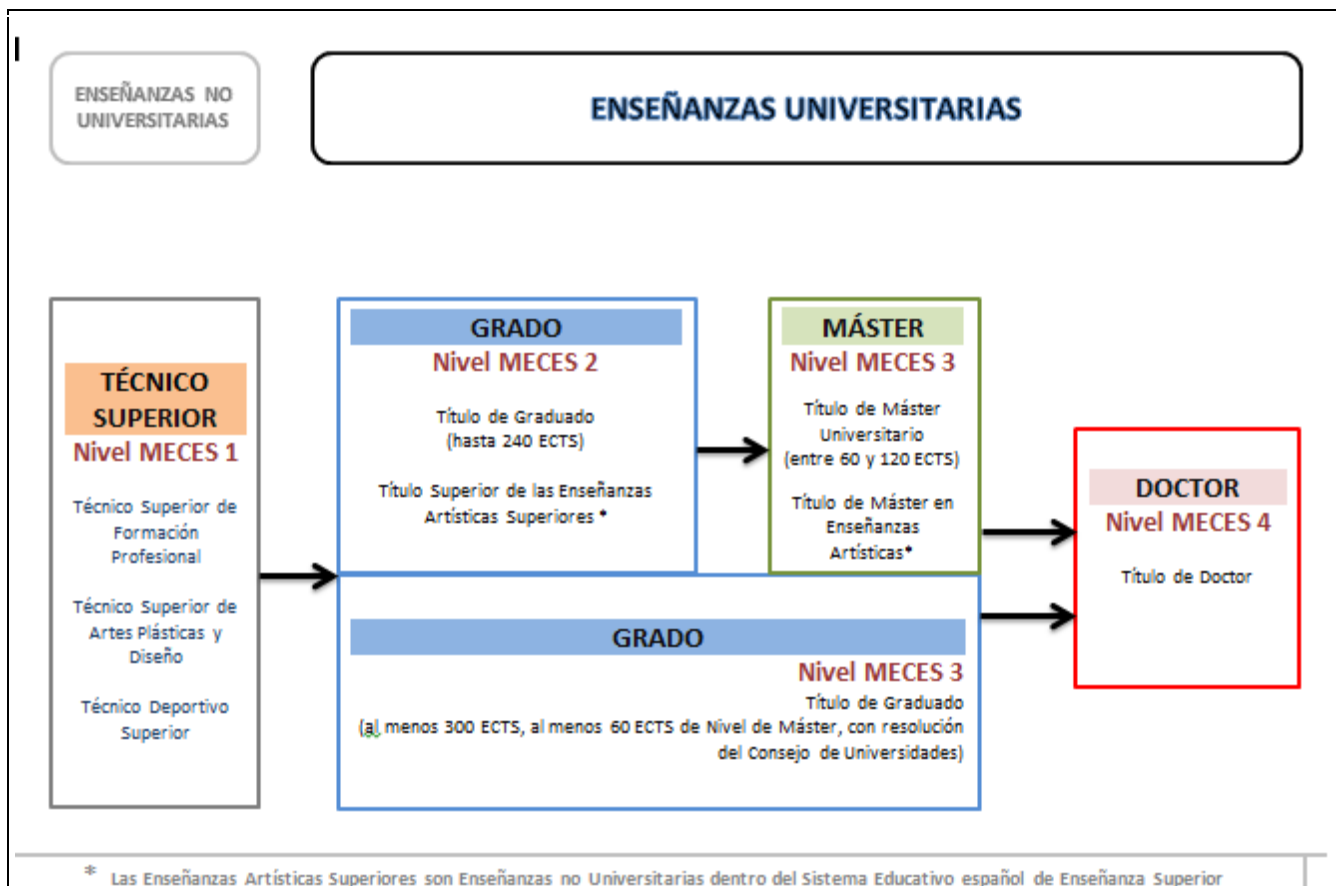 ENSEÑANZAS NO
UNIVERSITARIAS
ENSEÑANZAS UNIVERSITARIAS
TÉCNICO
SUPERIOR
Nivel MECES 1
Técnico Superior de
Formación
Profesional
Técnico Superior de
Artes Plásticas y
Diseño
Técnico Deportivo
Superior
GRADO
Nivel MECES 2
Título de Graduado
(hasta 240 ECTS)
Título Superior de las Enseñanzas
Artísticas Superiores *
MÁSTER
Nivel MECES 3
Título de Máster
Universitario
(entre 60 y 120 ECTS)
Título de Máster en
Enseñanzas
Artísticas*
GRADO
Nivel MECES 3
Título de Graduado
(al menos 300 ECTS, al menos 60 ECTS de Nivel de Máster, con resolución
del Consejo de Universidades)
DOCTOR
Nivel MECES 4
Título de Doctor
* Las Enseñanzas Artísticas Superiores son Enseñanzas no Universitarias dentro del Sistema Educativo español de Enseñanza Superior